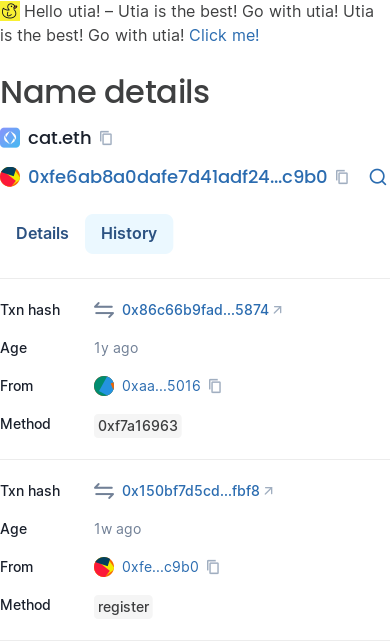 Hello utia! – Utia is the best! Go with utia! Utia
is the best! Go with utia! Click me!
Name details
cat.eth
0xfe6ab8a0dafe7d41adf24...c9b0
Details History
Txn hash 0x86c66b9fad...5874
Age 1y ago
From 0xaa...5016
Method 0xf7a16963
Txn hash 0x150bf7d5cd...fbf8
Age 1w ago
From 0xfe...c9b0
Method register